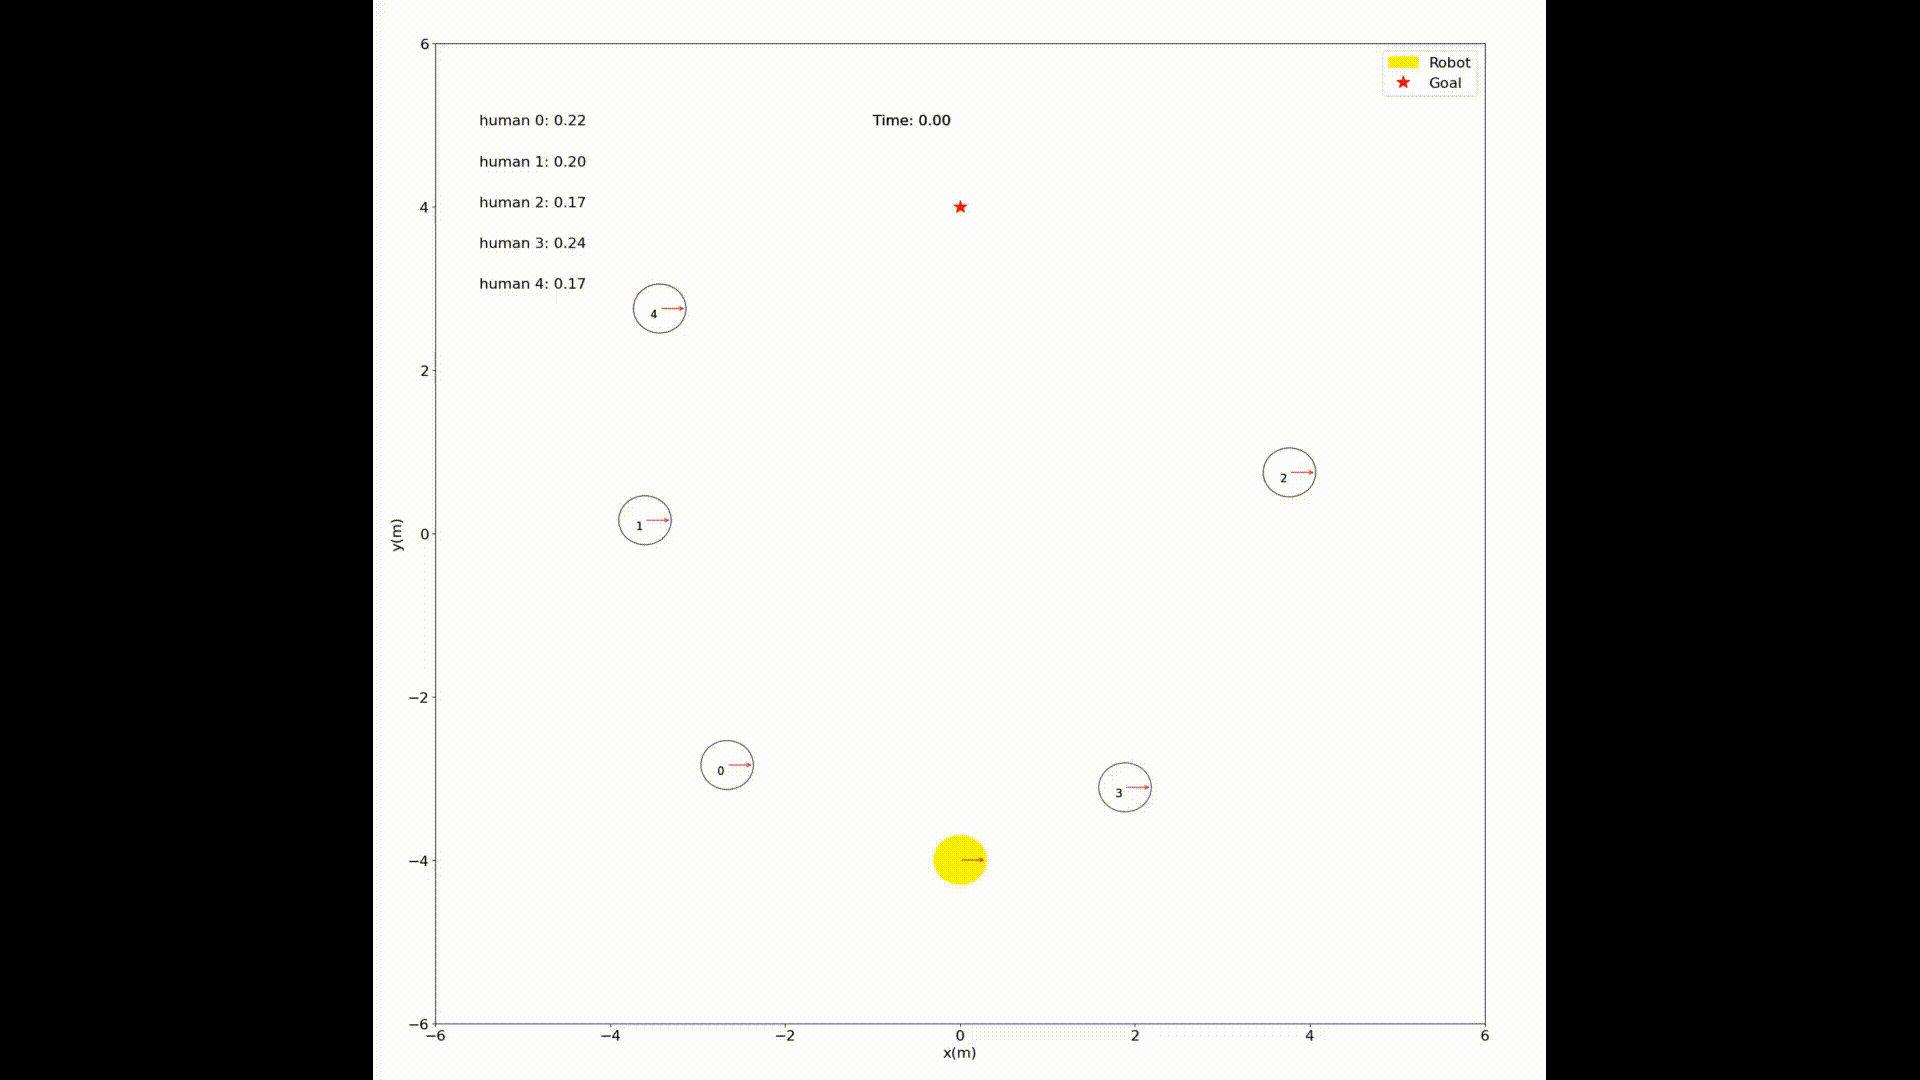 6
Robot
Goal
human 0: 0.22
Time: 0.00
human 1: 0.20
human 2: 0.17
4
human 3: 0.24
human 4: 0.17
4
2
2
1
0
y(m)
−2
0
3
−4
−6
−6
−4
−2
0
2
4
6
x(m)